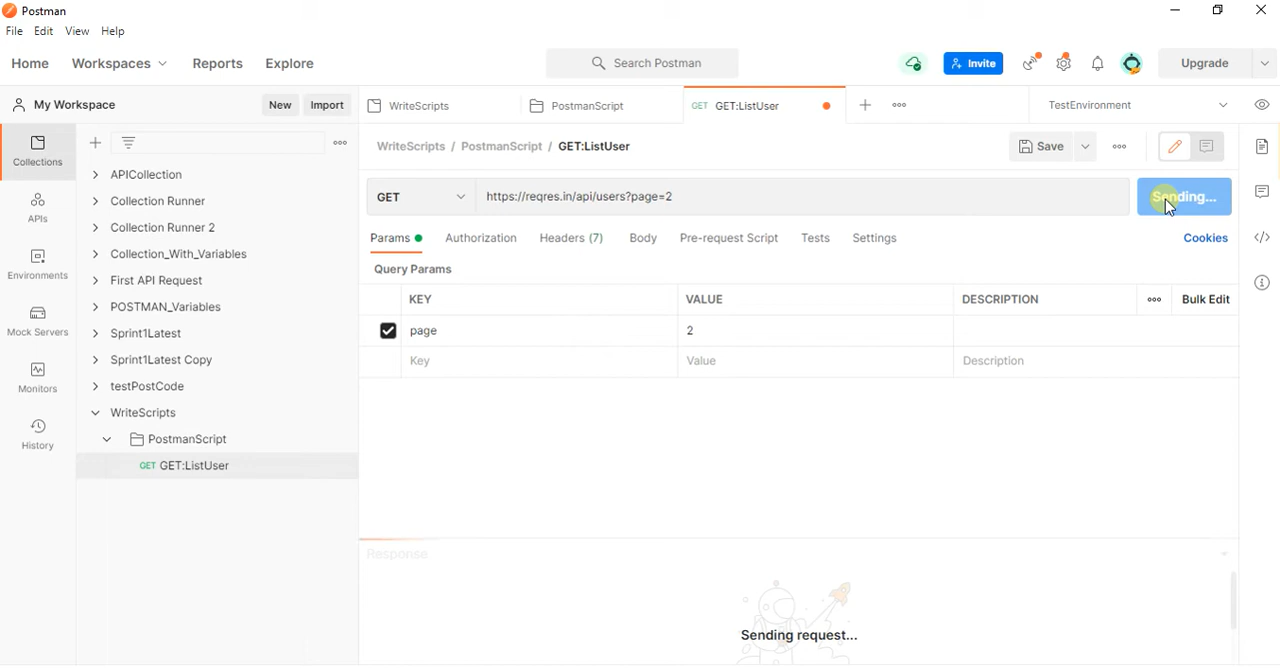 Postman
File Edit View Help
Home Workspaces Reports Explore Search Postman Invite Upgrade
My Workspace New Import WriteScripts PostmanScript GET GET:ListUser TestEnvironment
Collections
APIs
Environments
Mock Servers
Monitors
History
APICollection
Collection Runner
Collection Runner 2
Collection_With_Variables
First API Request
POSTMAN_Variables
Sprint1Latest
Sprint1Latest Copy
testPostCode
WriteScripts
PostmanScript
GET GET:ListUser
WriteScripts / PostmanScript / GET:ListUser Save
GET https://reqres.in/api/users?page=2 Sending...
Params Authorization Headers (7) Body Pre-request Script Tests Settings Cookies
Query Params
KEY VALUE DESCRIPTION Bulk Edit
page 2
Key Value Description
Response
Sending request...